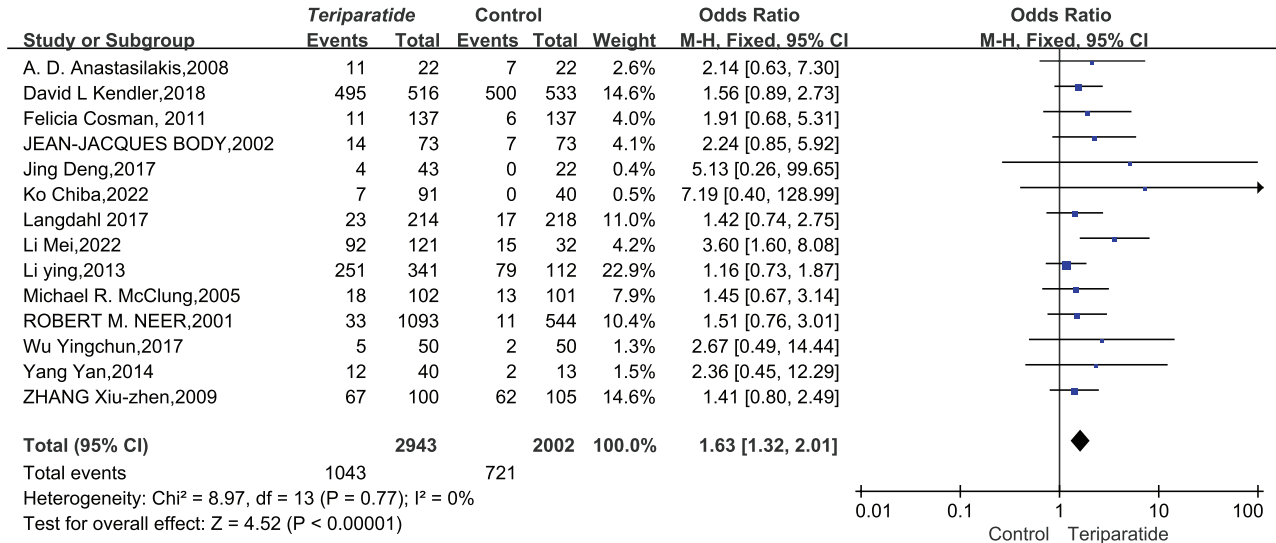 Teriparatide Control Odds Ratio Odds Ratio
Study or Subgroup Events Total Events Total Weight M-H, Fixed, 95% CI M-H, Fixed, 95% CI
A. D. Anastasilakis,2008 11 22 7 22 2.6% 2.14 [0.63, 7.30]
David L Kendler,2018 495 516 500 533 14.6% 1.56 [0.89, 2.73]
Felicia Cosman, 2011 11 137 6 137 4.0% 1.91 [0.68, 5.31]
JEAN-JACQUES BODY,2002 14 73 7 73 4.1% 2.24 [0.85, 5.92]
Jing Deng,2017 4 43 0 22 0.4% 5.13 [0.26, 99.65]
Ko Chiba,2022 7 91 0 40 0.5% 7.19 [0.40, 128.99]
Langdahl 2017 23 214 17 218 11.0% 1.42 [0.74, 2.75]
Li Mei,2022 92 121 15 32 4.2% 3.60 [1.60, 8.08]
Li ying,2013 251 341 79 112 22.9% 1.16 [0.73, 1.87]
Michael R. McClung,2005 18 102 13 101 7.9% 1.45 [0.67, 3.14]
ROBERT M. NEER,2001 33 1093 11 544 10.4% 1.51 [0.76, 3.01]
Wu Yingchun,2017 5 50 2 50 1.3% 2.67 [0.49, 14.44]
Yang Yan,2014 12 40 2 13 1.5% 2.36 [0.45, 12.29]
ZHANG Xiu-zhen,2009 67 100 62 105 14.6% 1.41 [0.80, 2.49]
Total (95% CI) 2943 2002 100.0% 1.63 [1.32, 2.01]
Total events 1043 721
Heterogeneity: Chi² = 8.97, df = 13 (P = 0.77); I² = 0%
Test for overall effect: Z = 4.52 (P < 0.00001)
0.01 0.1 1 10 100
Control Teriparatide